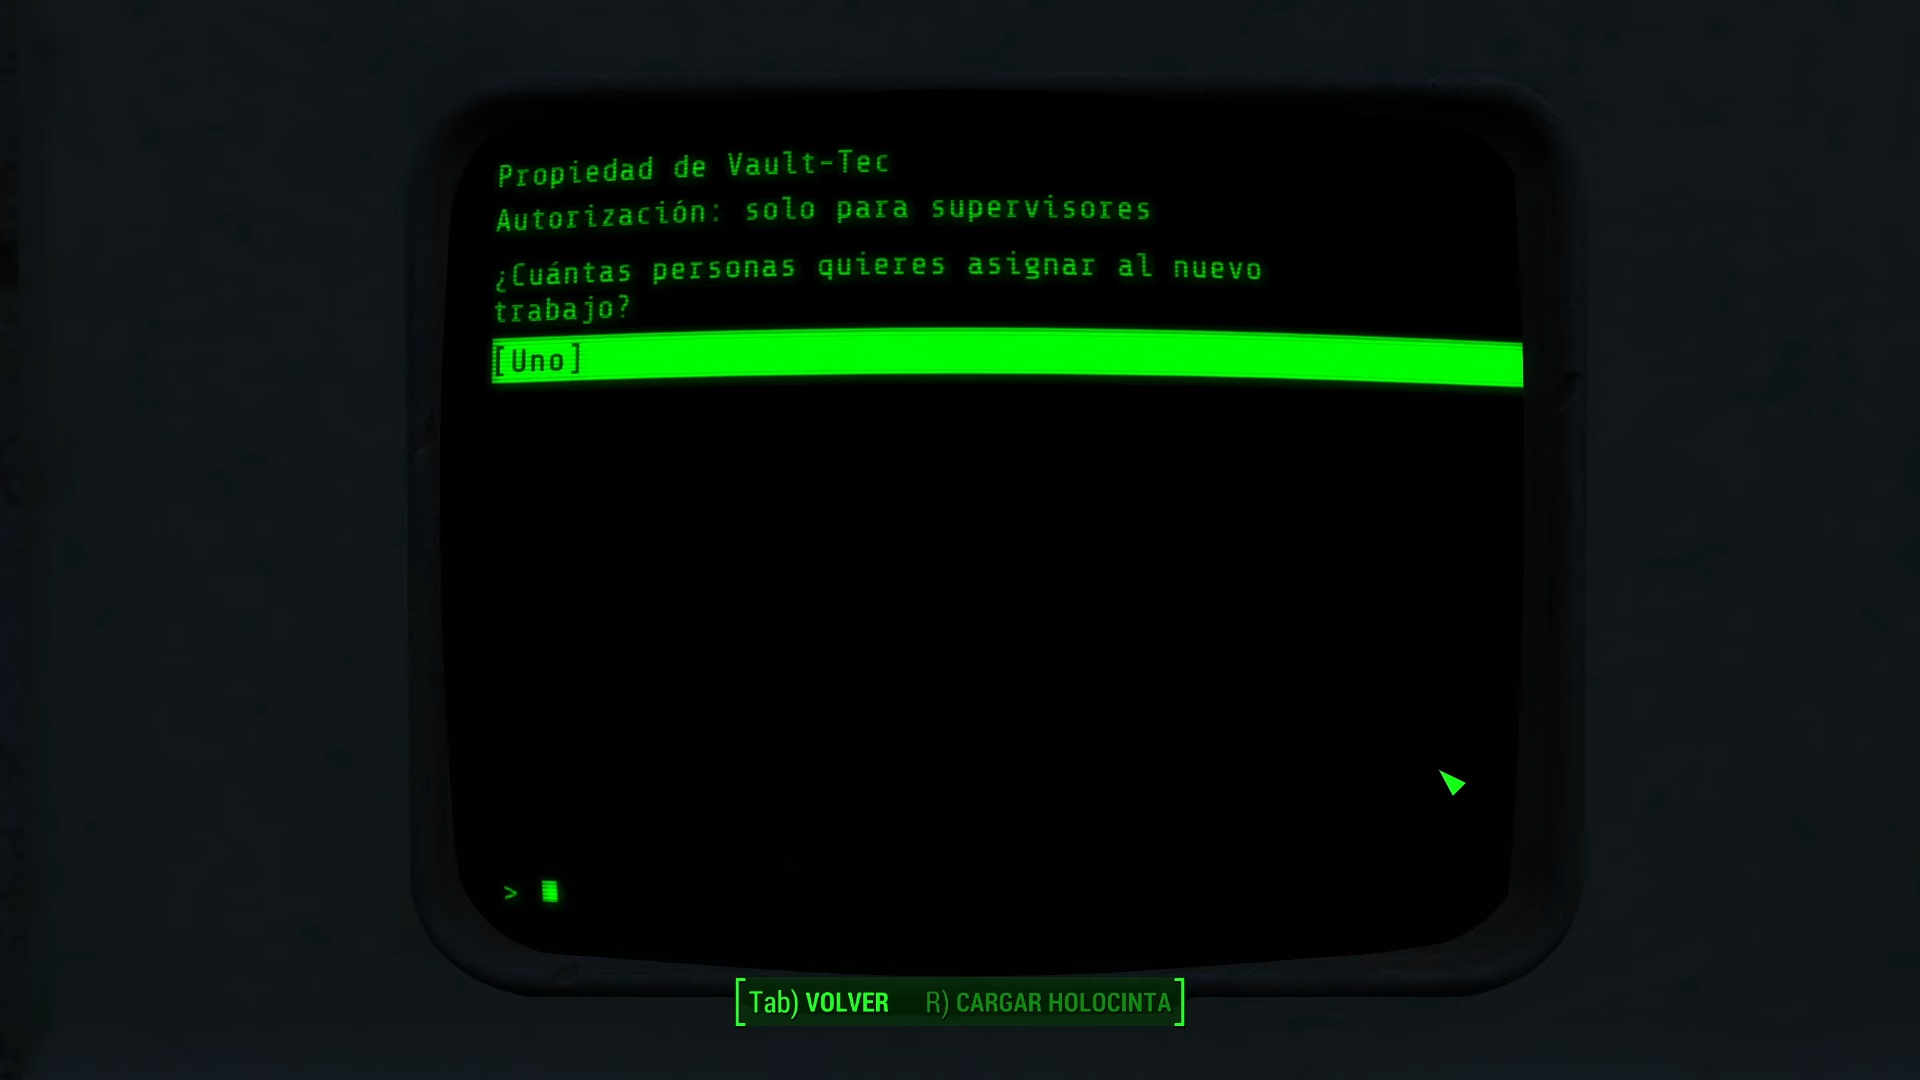 Propiedad de Vault-Tec
Autorización: solo para supervisores
¿Cuántas personas quieres asignar al nuevo
trabajo?
[Uno]
>
[Tab) VOLVER R) CARGAR HOLOCINTA]